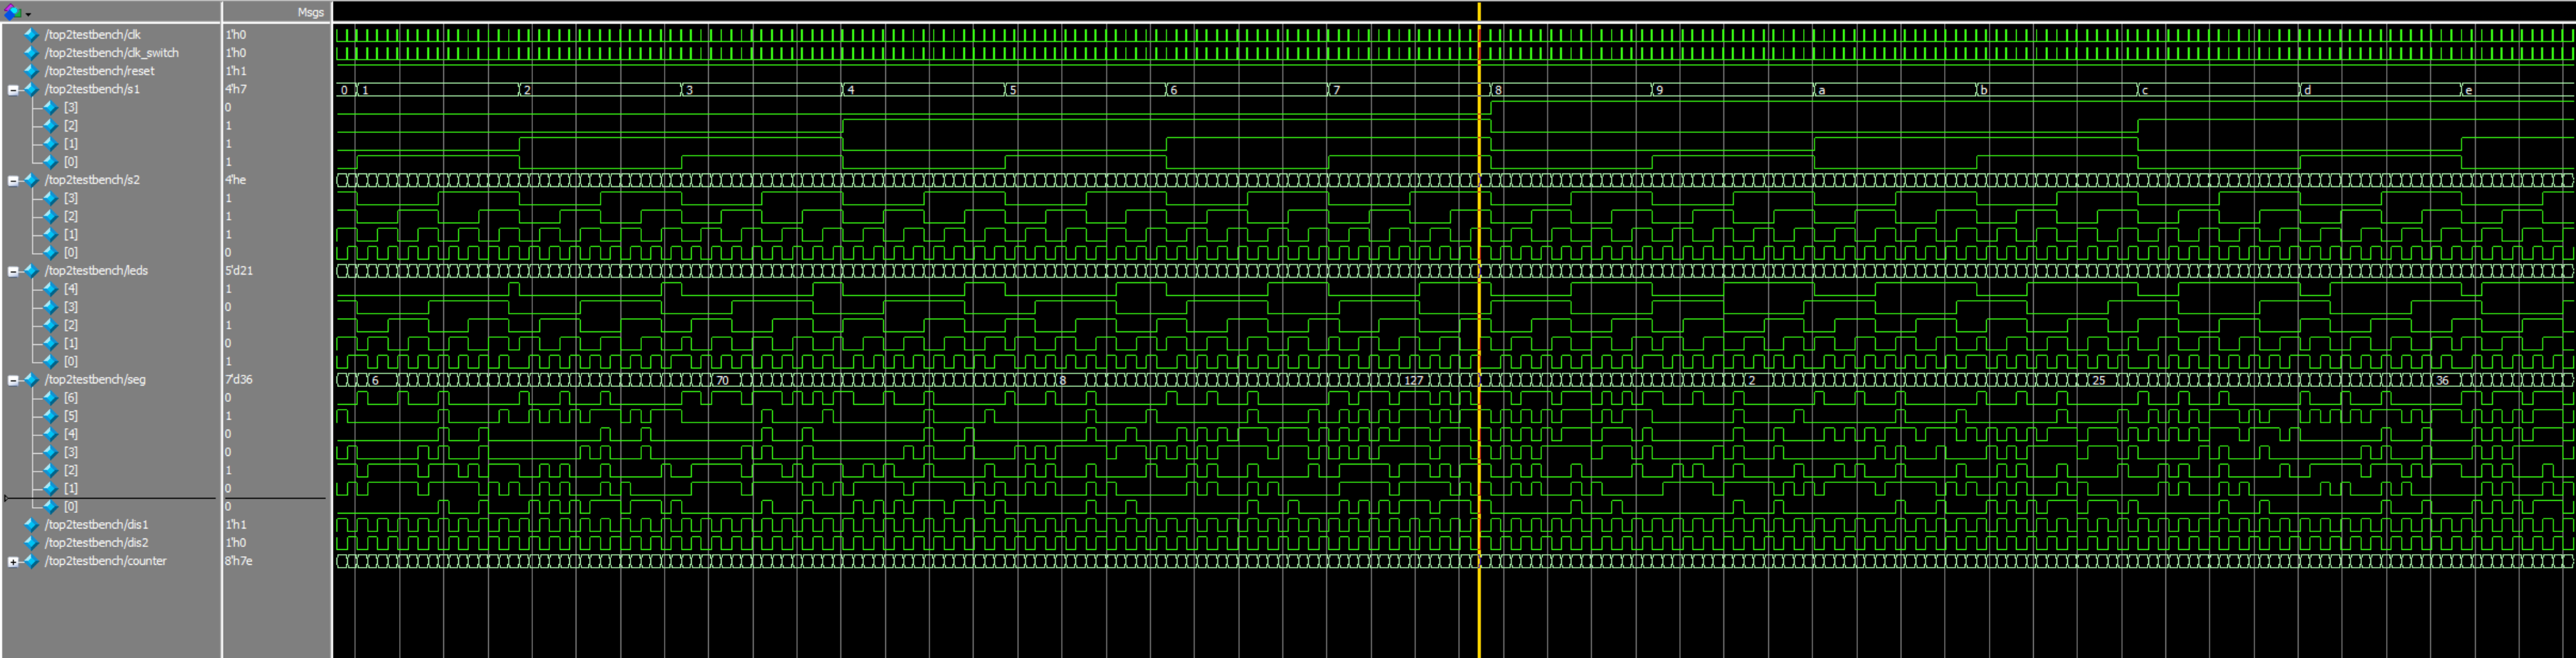 Msgs
/top2testbench/clk 1'h0
/top2testbench/clk_switch 1'h0
/top2testbench/reset 1'h1
/top2testbench/s1 4'h7 0 1 2 3 4 5 6 7 8 9 a b c d e
[3] 0
[2] 1
[1] 1
[0] 1
/top2testbench/s2 4'he
[3] 1
[2] 1
[1] 1
[0] 0
/top2testbench/leds 5'd21
[4] 1
[3] 0
[2] 1
[1] 0
[0] 1
/top2testbench/seg 7'd36 6 70 8 127 2 25 36
[6] 0
[5] 1
[4] 0
[3] 0
[2] 1
[1] 0
[0] 0
/top2testbench/dis1 1'h1
/top2testbench/dis2 1'h0
/top2testbench/counter 8'h7e